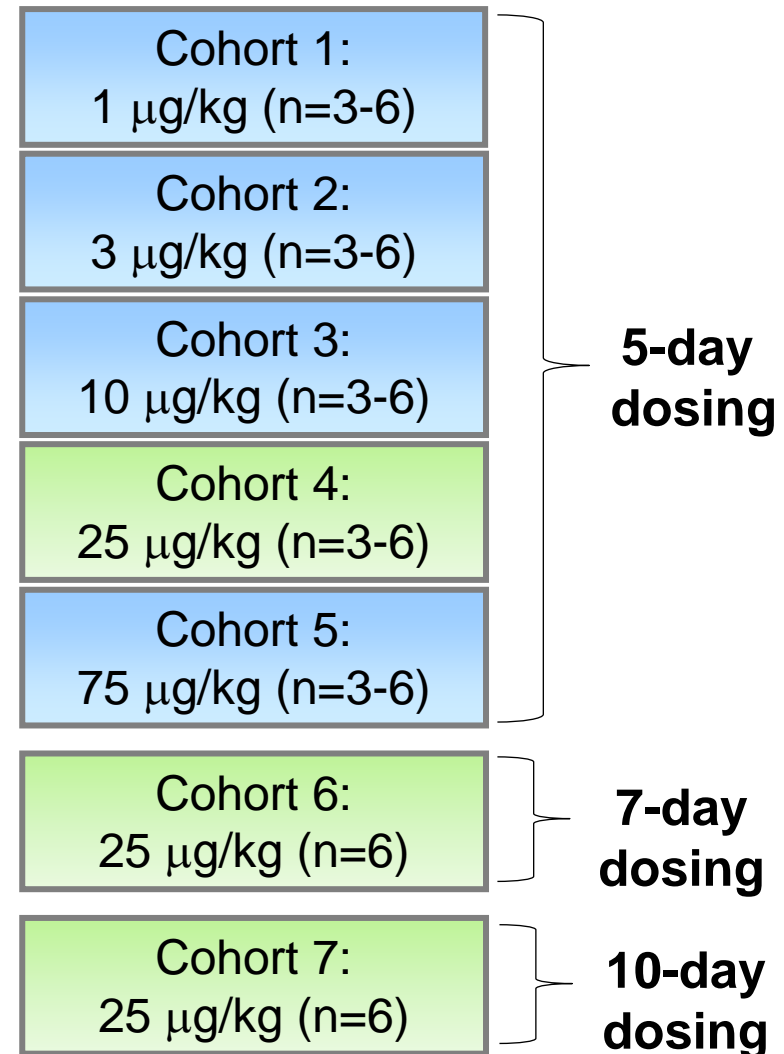 Cohort 1:
1 μg/kg (n=3-6)
Cohort 2:
3 μg/kg (n=3-6)
Cohort 3:
10 μg/kg (n=3-6)
Cohort 4:
25 μg/kg (n=3-6)
Cohort 5:
75 μg/kg (n=3-6)
5-day
dosing
Cohort 6:
25 μg/kg (n=6)
7-day
dosing
Cohort 7:
25 μg/kg (n=6)
10-day
dosing